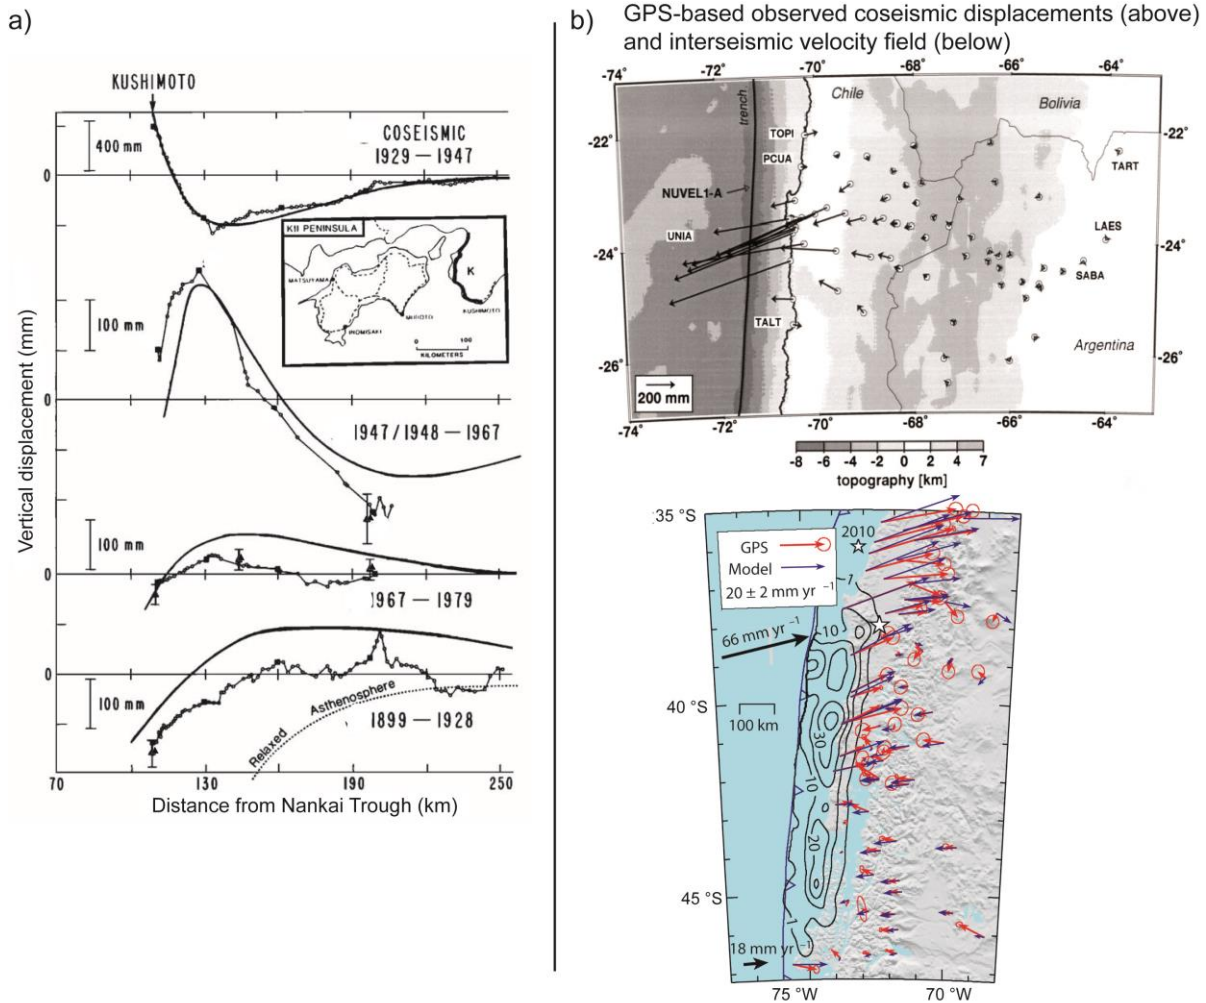 a)
KUSHIMOTO
400 mm
0
COSEISMIC
1929 — 1947
KII PENINSULA
MATSUYAMA
K
MUROTO
KUSHIMOTO
INOMISAKI
0 100
KILOMETERS
100 mm
0
1947/1948 — 1967
100 mm
0
1967 — 1979
100 mm
0
Relaxed Asthenosphere
1899 — 1928
70 130 190 250
Distance from Nankai Trough (km)
Vertical displacement (mm)
b)
GPS-based observed coseismic displacements (above)
and interseismic velocity field (below)
-74° -72° -70° -68° -66° -64°
trench
Chile
Bolivia
Argentina
-22° -22°
-24° -24°
-26° -26°
TOPI
PCUA
NUVEL1-A
UNIA
TALT
TART
LAES
SABA
200 mm
-74° -72° -70° -68° -66° -64°
-8 -6 -4 -2 0 2 4 7
topography [km]
35° S
2010
GPS
Model
20 ± 2 mm yr⁻¹
66 mm yr⁻¹
1
10
100 km
40° S
30
10
20
1
45° S
18 mm yr⁻¹
75 °W 70 °W